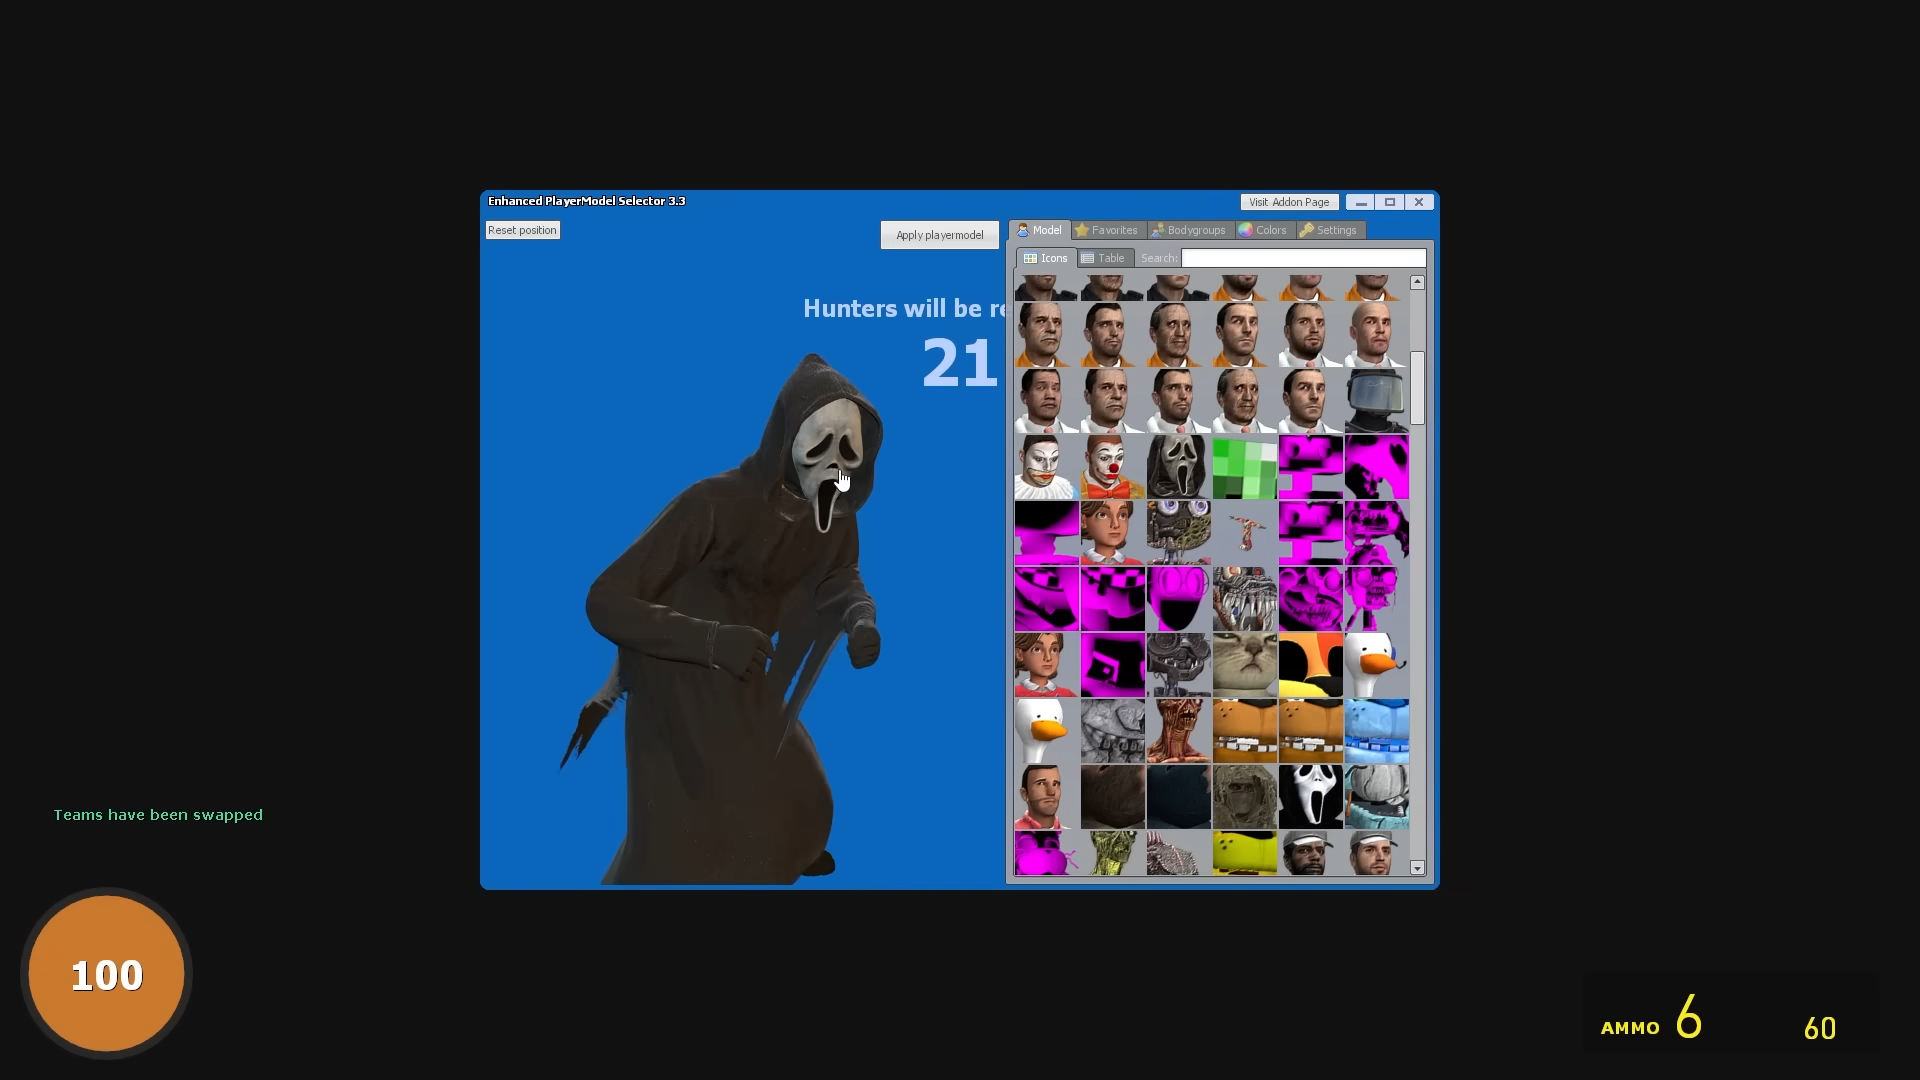 Enhanced PlayerModel Selector 3.3
Visit Addon Page
Reset position
Apply playermodel
Model
Favorites
Bodygroups
Colors
Settings
Icons
Table
Search:
Hunters will be re
21
Teams have been swapped
100
AMMO 6
60